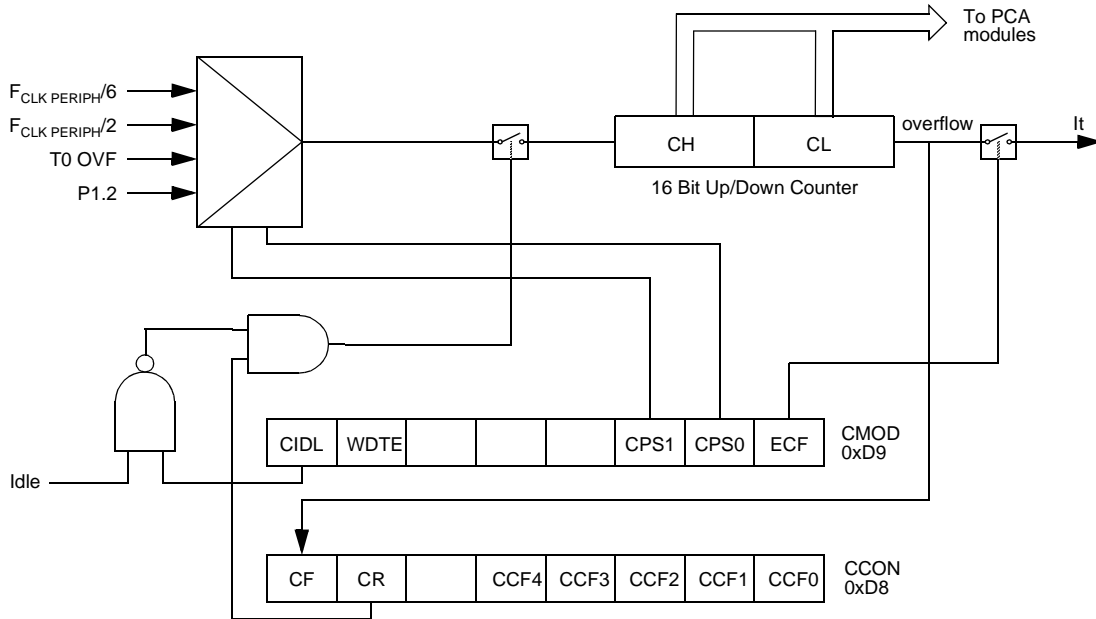 To PCA
modules
FCLK PERIPH/6
FCLK PERIPH/2
T0 OVF
P1.2
CH
CL
overflow
It
16 Bit Up/Down Counter
CIDL
WDTE
CPS1
CPS0
ECF
CMOD
0xD9
Idle
CF
CR
CCF4
CCF3
CCF2
CCF1
CCF0
CCON
0xD8